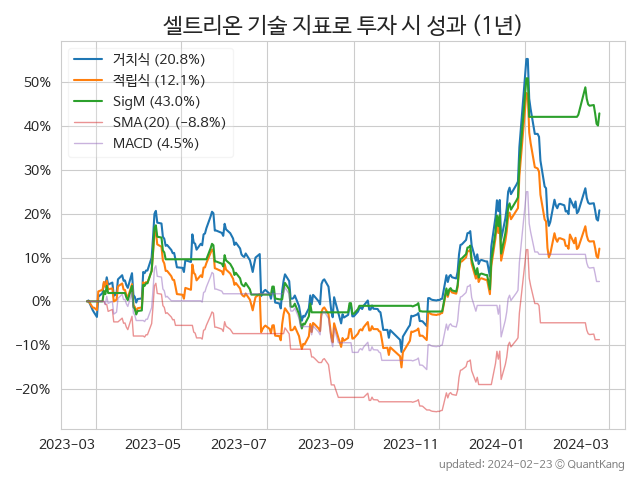 셀트리온 기술 지표로 투자 시 성과 (1년)
거치식 (20.8%)
적립식 (12.1%)
SigM (43.0%)
SMA(20) (−8.8%)
MACD (4.5%)
50%
40%
30%
20%
10%
0%
−10%
−20%
2023−03 2023−05 2023−07 2023−09 2023−11 2024−01 2024−03
updated: 2024−02−23 © QuantKang